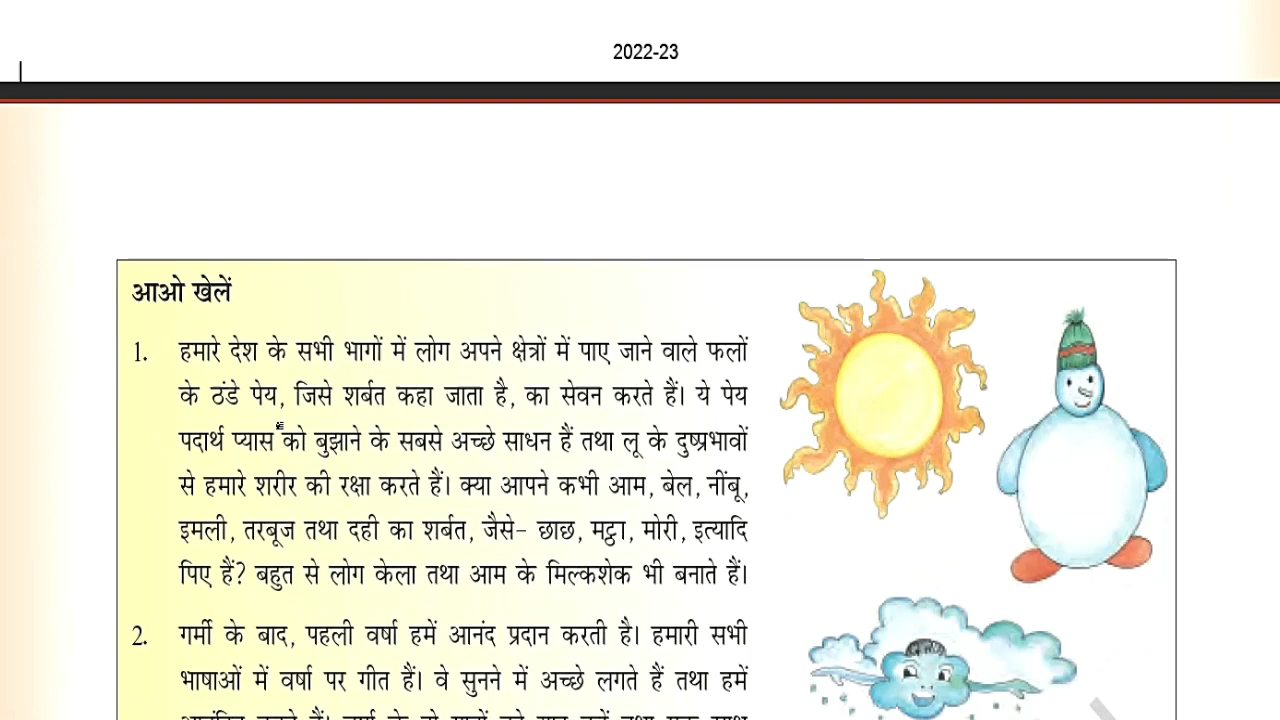 2022-23
आओ खेलें
1. हमारे देश के सभी भागों में लोग अपने क्षेत्रों में पाए जाने वाले फलों
के ठंडे पेय, जिसे शर्बत कहा जाता है, का सेवन करते हैं। ये पेय
पदार्थ प्यास को बुझाने के सबसे अच्छे साधन हैं तथा लू के दुष्प्रभावों
से हमारे शरीर की रक्षा करते हैं। क्या आपने कभी आम, बेल, नींबू,
इमली, तरबूज तथा दही का शर्बत, जैसे- छाछ, मट्ठा, मोरी, इत्यादि
पिए हैं? बहुत से लोग केला तथा आम के मिल्कशेक भी बनाते हैं।
2. गर्मी के बाद, पहली वर्षा हमें आनंद प्रदान करती है। हमारी सभी
भाषाओं में वर्षा पर गीत हैं। वे सुनने में अच्छे लगते हैं तथा हमें